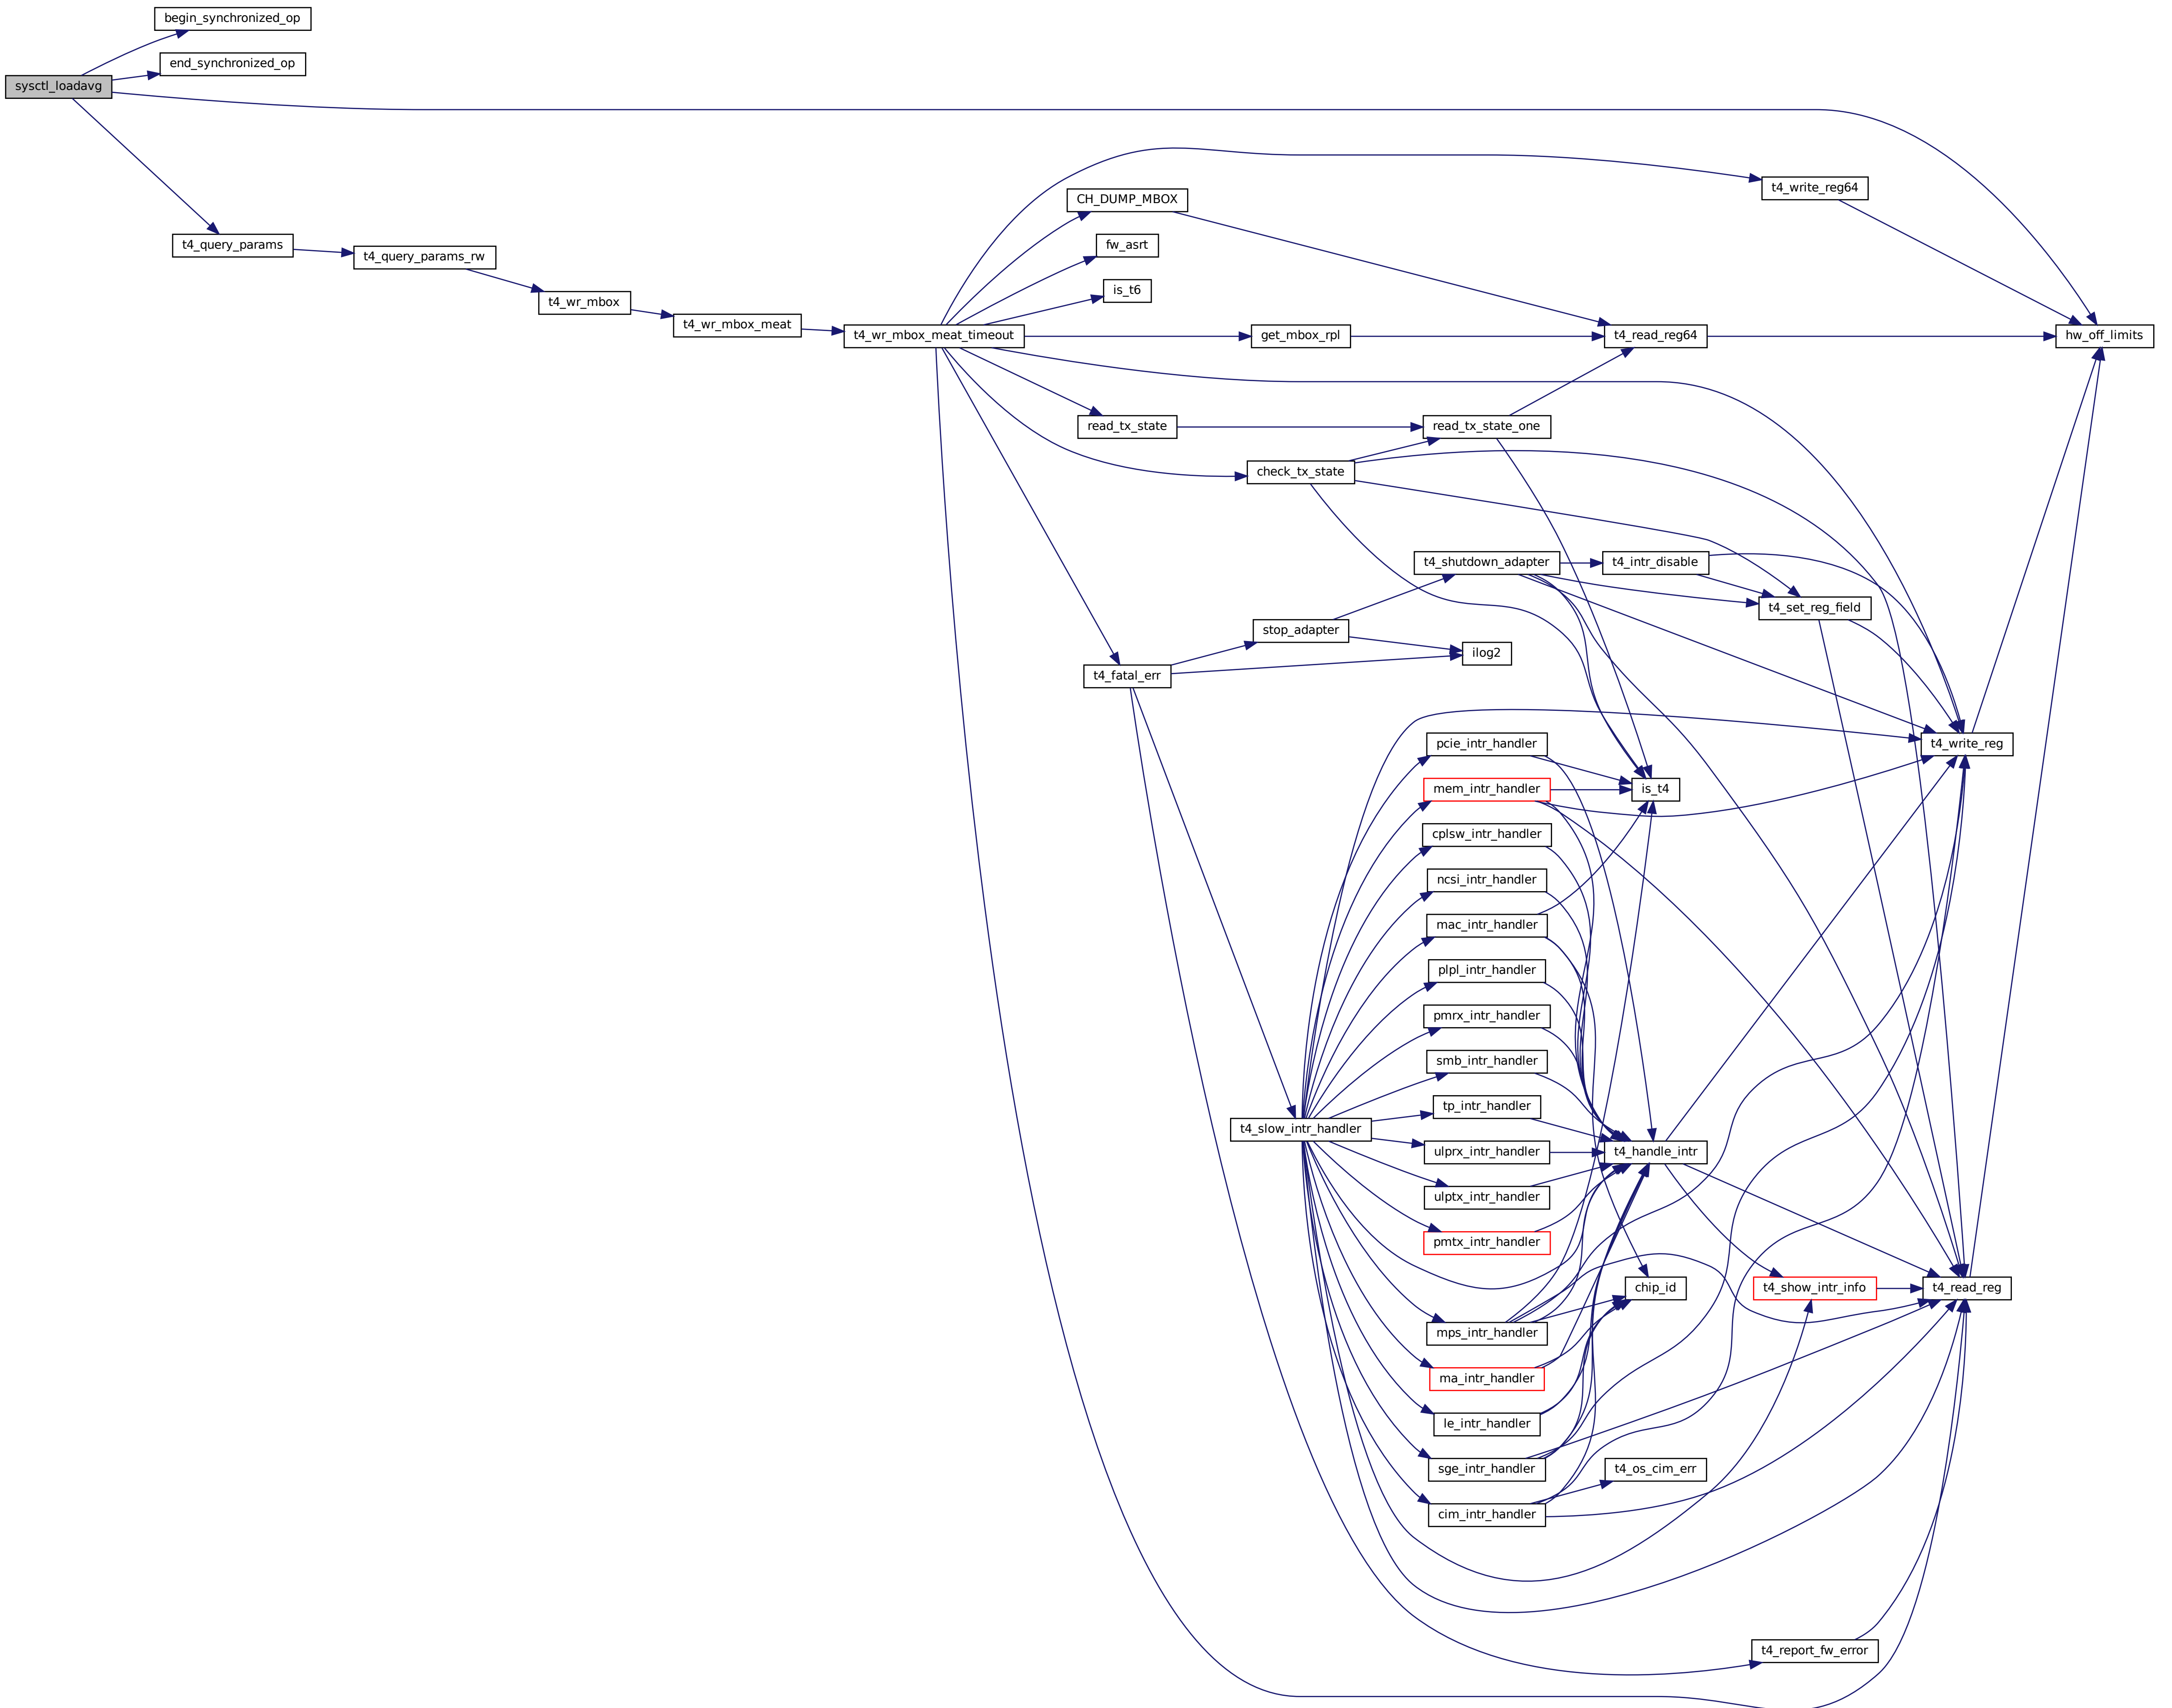 begin_synchronized_op
end_synchronized_op
sysctl_loadavg
t4_write_reg64
CH_DUMP_MBOX
t4_query_params
fw_asrt
t4_query_params_rw
is_t6
t4_wr_mbox
t4_wr_mbox_meat
t4_wr_mbox_meat_timeout
get_mbox_rpl
t4_read_reg64
hw_off_limits
read_tx_state
read_tx_state_one
check_tx_state
t4_shutdown_adapter
t4_intr_disable
t4_set_reg_field
stop_adapter
ilog2
t4_fatal_err
pcie_intr_handler
t4_write_reg
mem_intr_handler
is_t4
cplsw_intr_handler
ncsi_intr_handler
mac_intr_handler
plpl_intr_handler
pmrx_intr_handler
smb_intr_handler
tp_intr_handler
t4_slow_intr_handler
ulprx_intr_handler
t4_handle_intr
ulptx_intr_handler
pmtx_intr_handler
chip_id
t4_show_intr_info
t4_read_reg
mps_intr_handler
ma_intr_handler
le_intr_handler
sge_intr_handler
t4_os_cim_err
cim_intr_handler
t4_report_fw_error